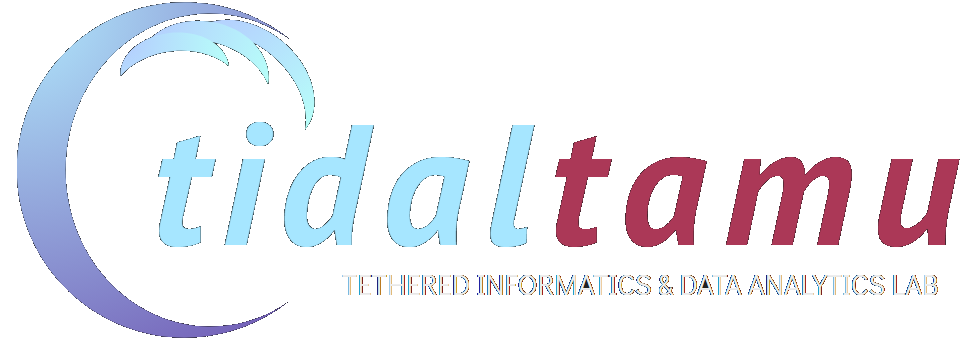 tidaltamu
TETHERED INFORMATICS & DATA ANALYTICS LAB